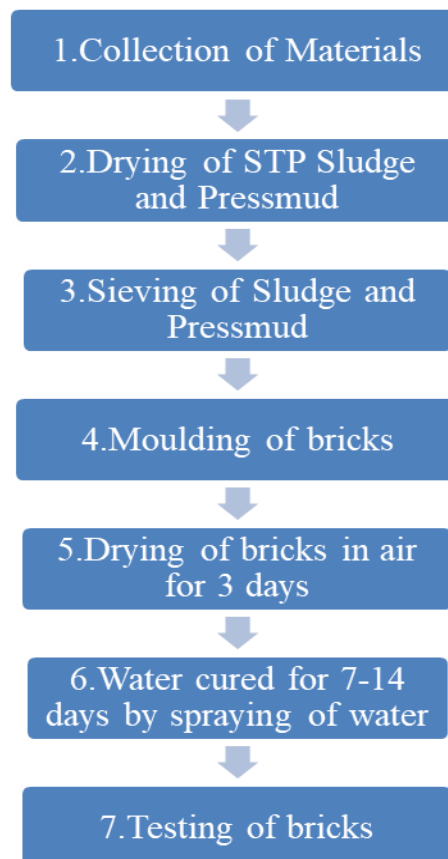 1.Collection of Materials
2.Drying of STP Sludge
and Pressmud
3.Sieving of Sludge and
Pressmud
4.Moulding of bricks
5.Drying of bricks in air
for 3 days
6.Water cured for 7-14
days by spraying of water
7.Testing of bricks